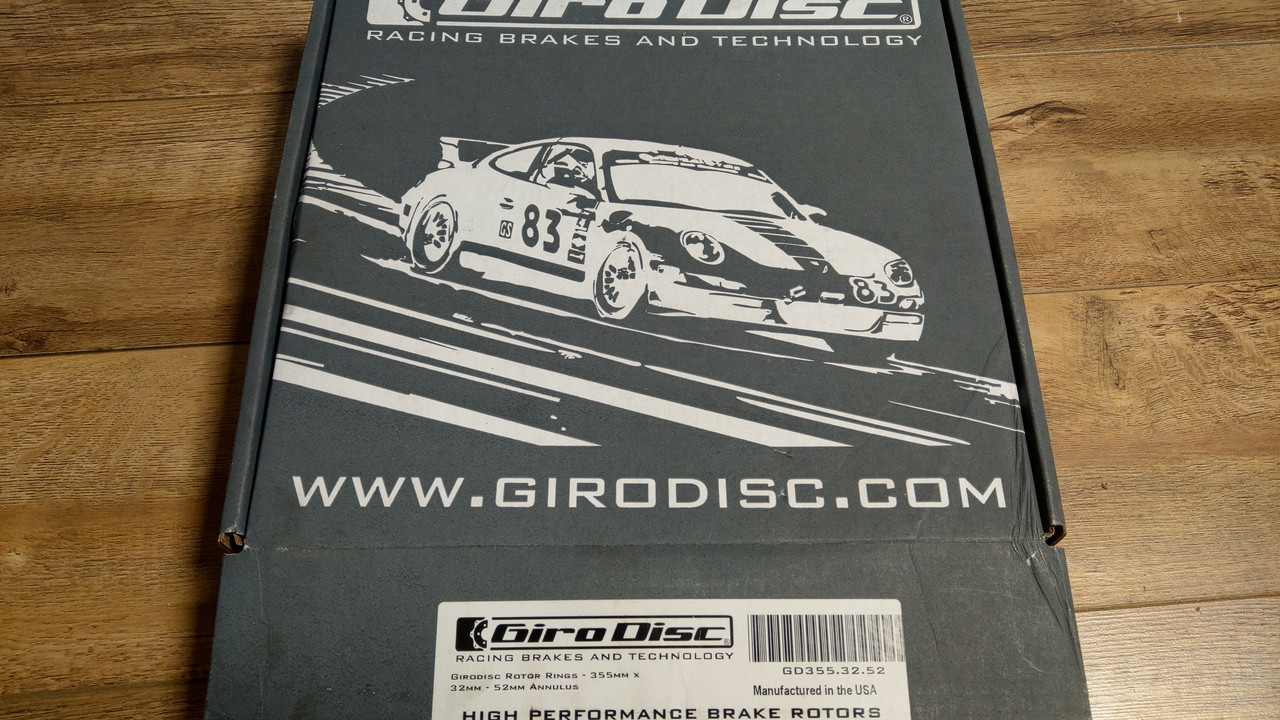 Giro Disc®
RACING BRAKES AND TECHNOLOGY
83
GS
83
WWW.GIRODISC.COM
Giro Disc®
RACING BRAKES AND TECHNOLOGY
GD355.32.52
GIRODISC ROTOR RINGS - 355MM X
32MM - 52MM ANNULUS
Manufactured in the USA
HIGH PERFORMANCE BRAKE ROTORS